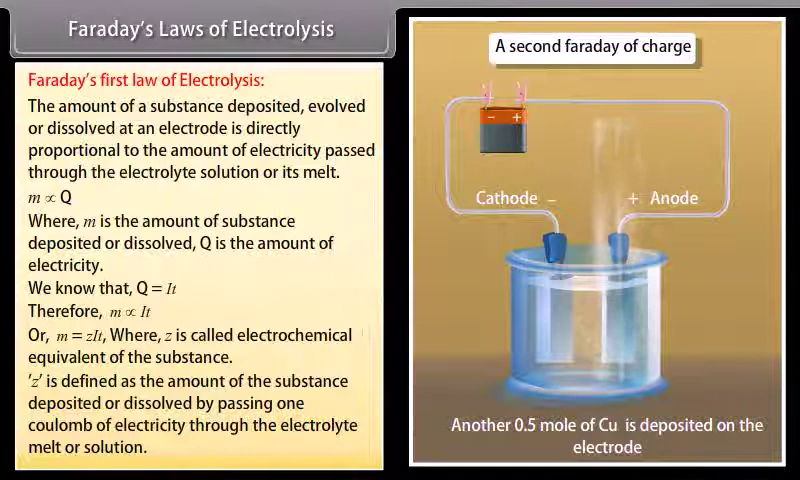 Faraday's Laws of Electrolysis
Faraday's first law of Electrolysis:
The amount of a substance deposited, evolved
or dissolved at an electrode is directly
proportional to the amount of electricity passed
through the electrolyte solution or its melt.
m ∝ Q
Where, m is the amount of substance
deposited or dissolved, Q is the amount of
electricity.
We know that, Q = It
Therefore, m ∝ It
Or, m = zIt, Where, z is called electrochemical
equivalent of the substance.
'z' is defined as the amount of the substance
deposited or dissolved by passing one
coulomb of electricity through the electrolyte
melt or solution.
A second faraday of charge
− +
Cathode − + Anode
Another 0.5 mole of Cu is deposited on the
electrode